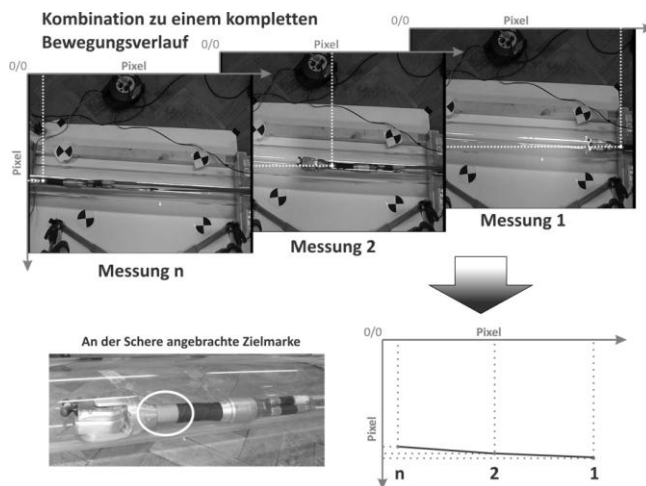 Kombination zu einem kompletten
Bewegungsverlauf
0/0
Pixel
Pixel
Messung n
0/0
Pixel
Messung 2
0/0
Pixel
Messung 1
An der Schere angebrachte Zielmarke
0/0
Pixel
Pixel
n
2
1